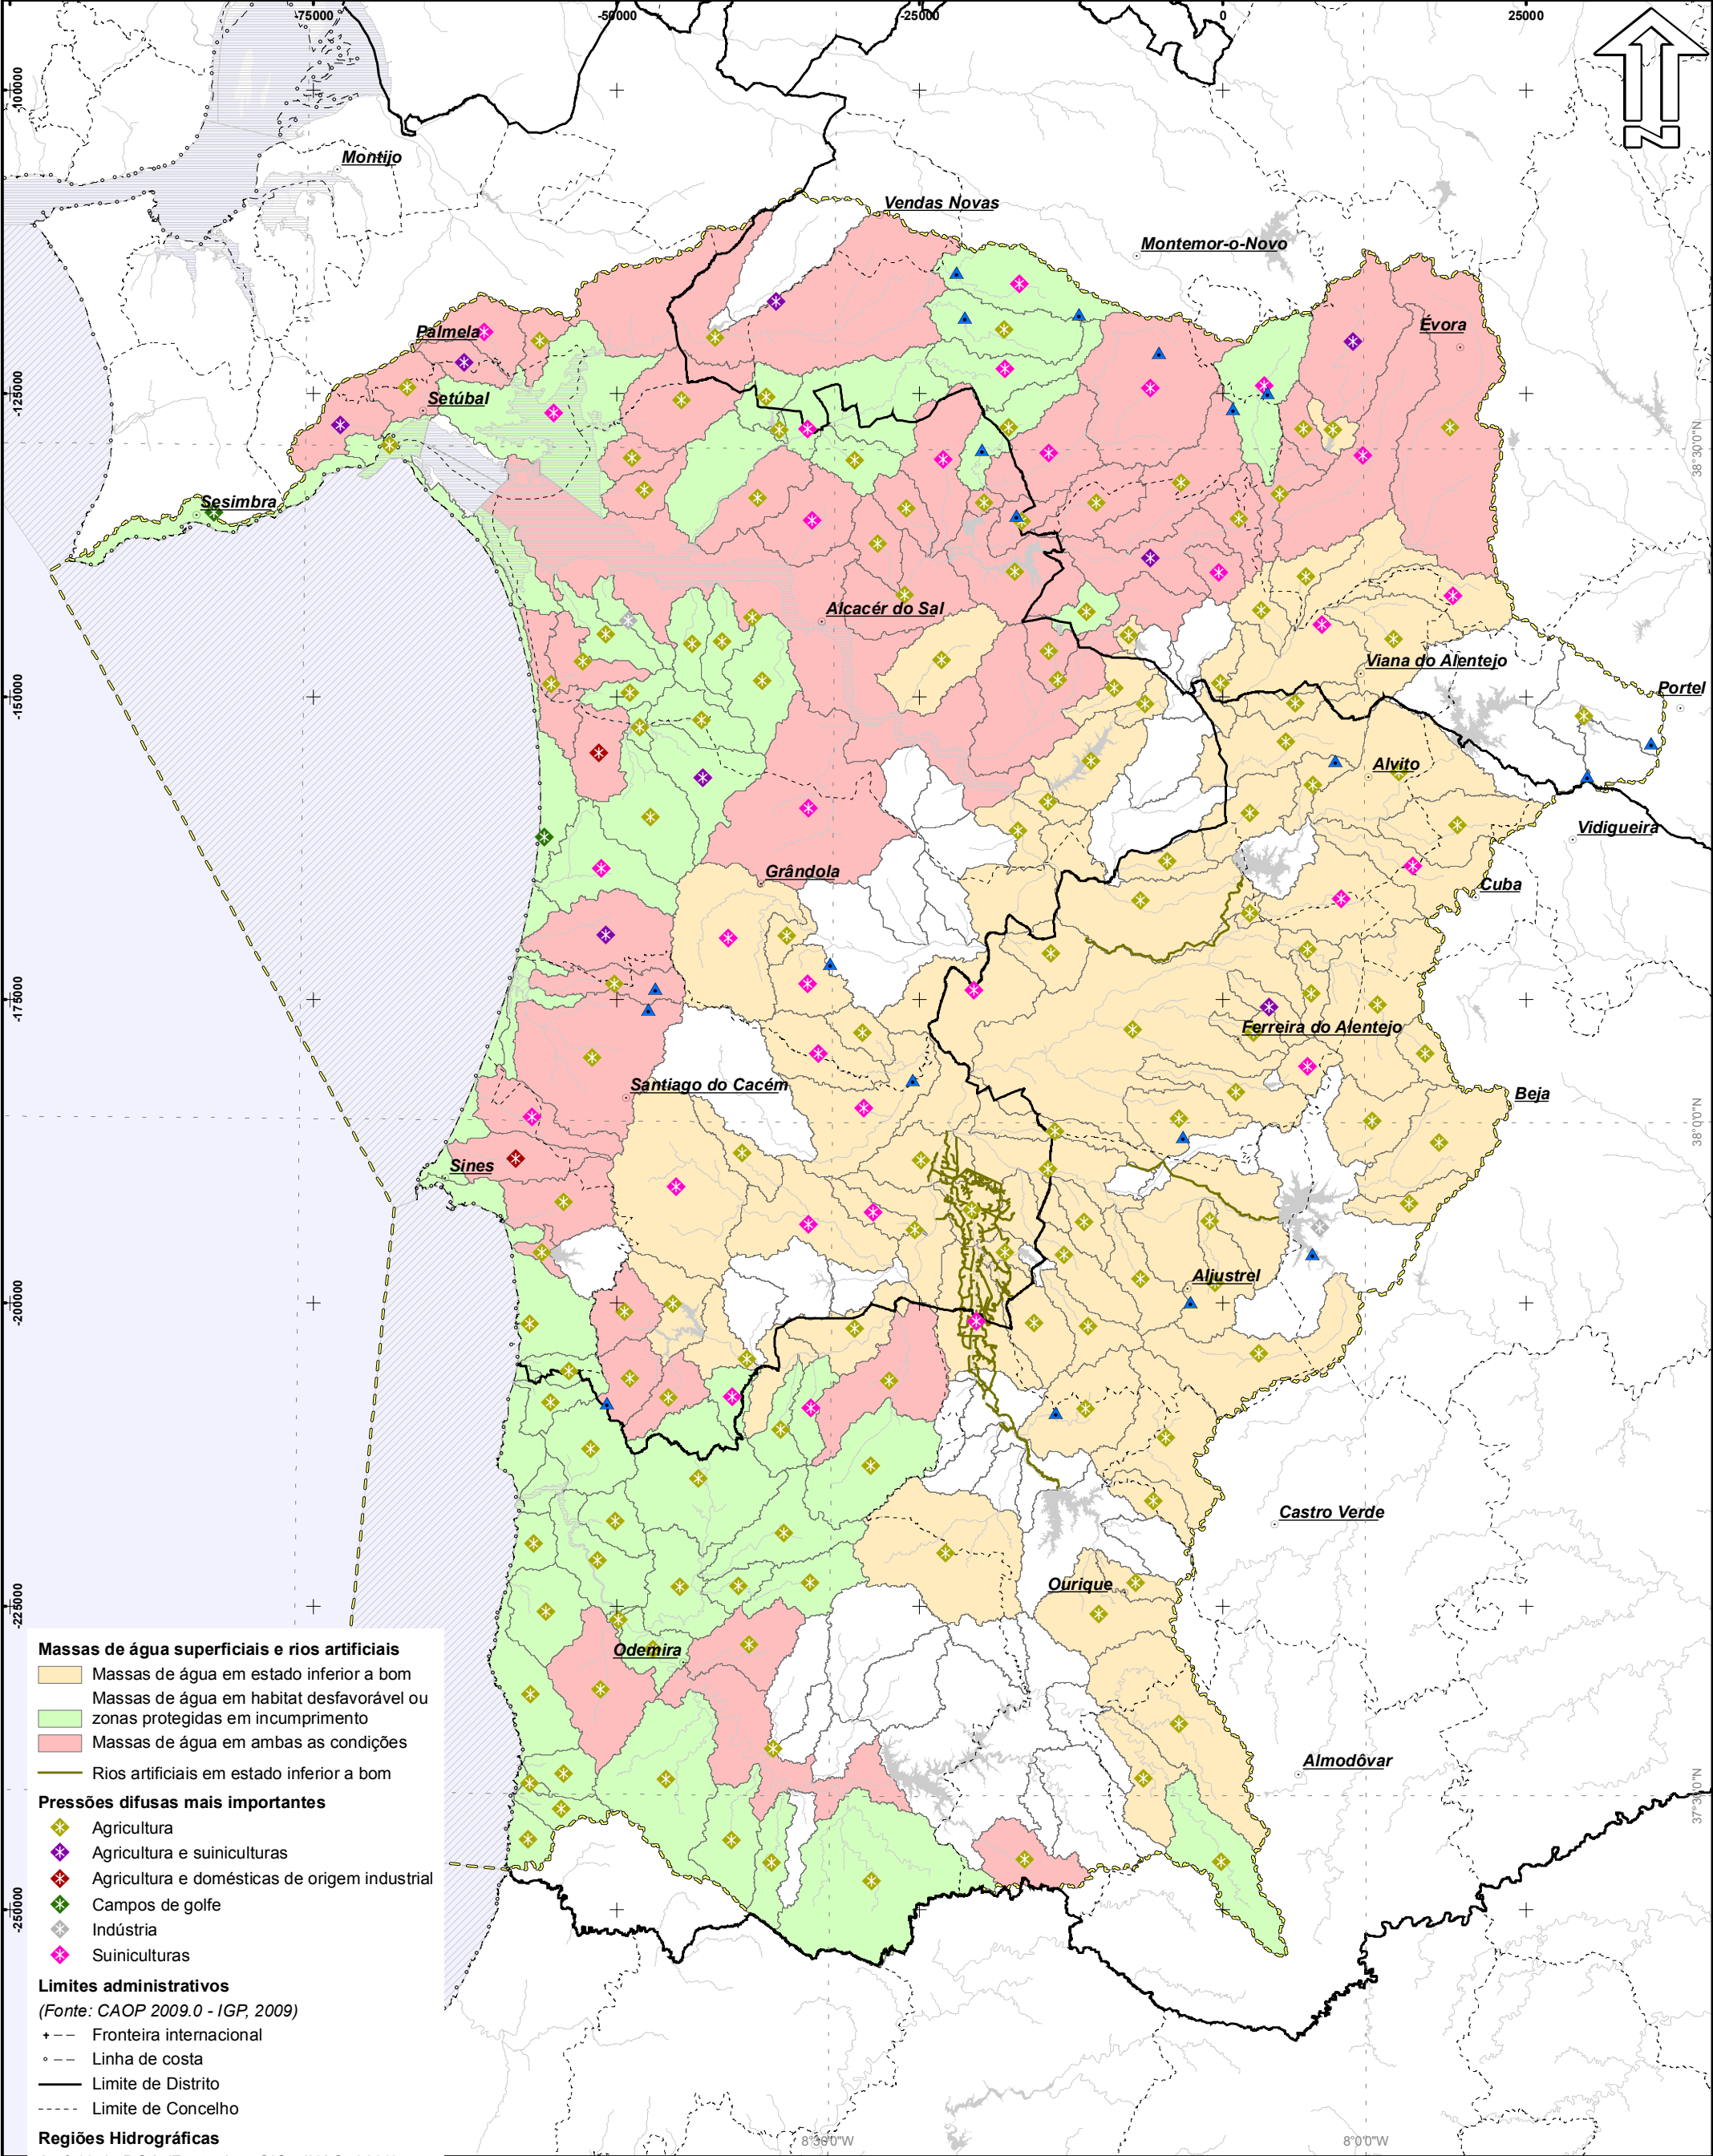 -75000
-50000
-25000
0
25000
-100000
N
Montijo
Vendas Novas
Montemor-o-Novo
Évora
Palmela
-125000
Setúbal
38°30'0"N
Sesimbra
Alcacér do Sal
Viana do Alentejo
Portel
-150000
Alvito
Vidigueira
Grândola
Cuba
-175000
Ferreira do Alentejo
Santiago do Cacém
Beja
38°0'0"N
Sines
Aljustrel
-200000
Castro Verde
Ourique
-225000
Odemira
Almodôvar
37°30'0"N
-250000
Massas de água superficiais e rios artificiais
Massas de água em estado inferior a bom
Massas de água em habitat desfavorável ou
zonas protegidas em incumprimento
Massas de água em ambas as condições
Rios artificiais em estado inferior a bom
Pressões difusas mais importantes
Agricultura
Agricultura e suiniculturas
Agricultura e domésticas de origem industrial
Campos de golfe
Indústria
Suiniculturas
Limites administrativos
(Fonte: CAOP 2009.0 - IGP, 2009)
Fronteira internacional
Linha de costa
Limite de Distrito
Limite de Concelho
Regiões Hidrográficas
8°30'0"W
8°0'0"W